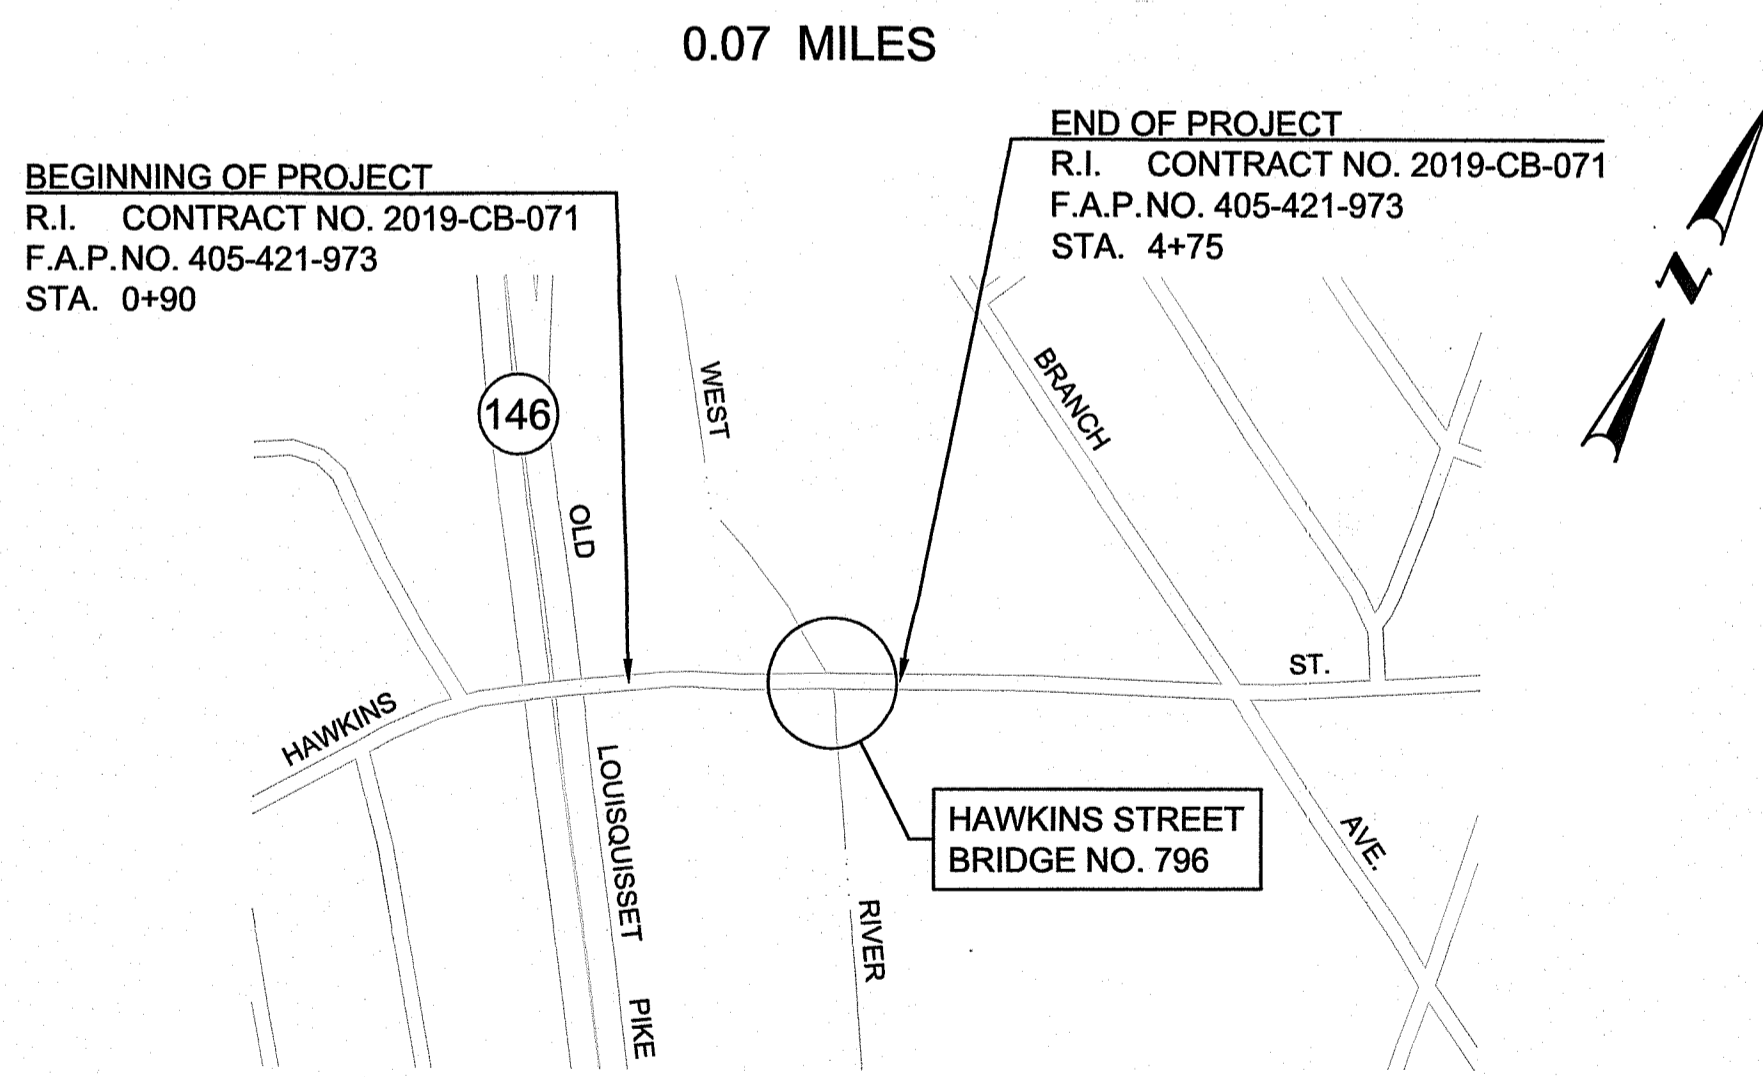 0.07 MILES
BEGINNING OF PROJECT
R.I. CONTRACT NO. 2019-CB-071
F.A.P.NO. 405-421-973
STA. 0+90
END OF PROJECT
R.I. CONTRACT NO. 2019-CB-071
F.A.P.NO. 405-421-973
STA. 4+75
N
146
WEST
BRANCH
OLD
HAWKINS
ST.
LOUISQUISSET
HAWKINS STREET
BRIDGE NO. 796
AVE.
RIVER
PIKE